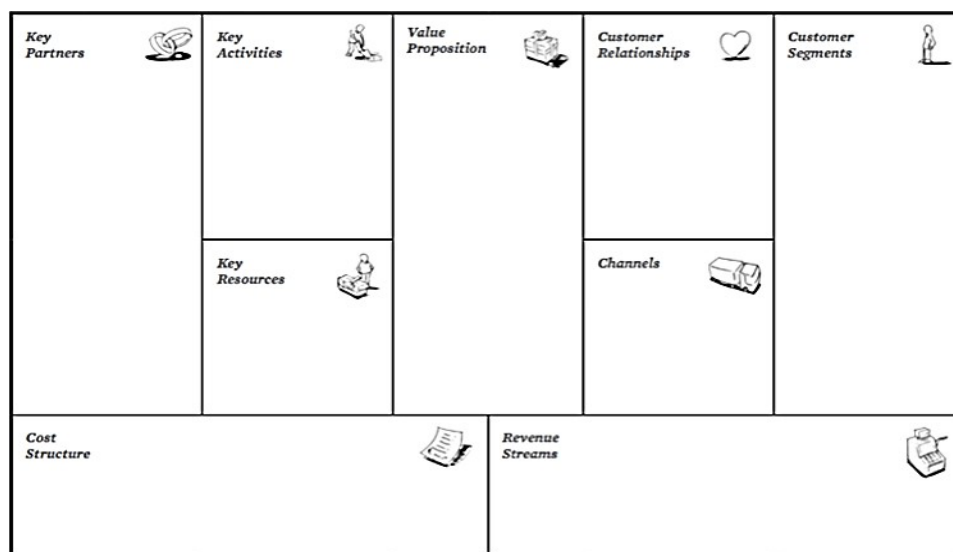 Key
Partners
Key
Activities
Value
Proposition
Customer
Relationships
Customer
Segments
Key
Resources
Channels
Cost
Structure
Revenue
Streams